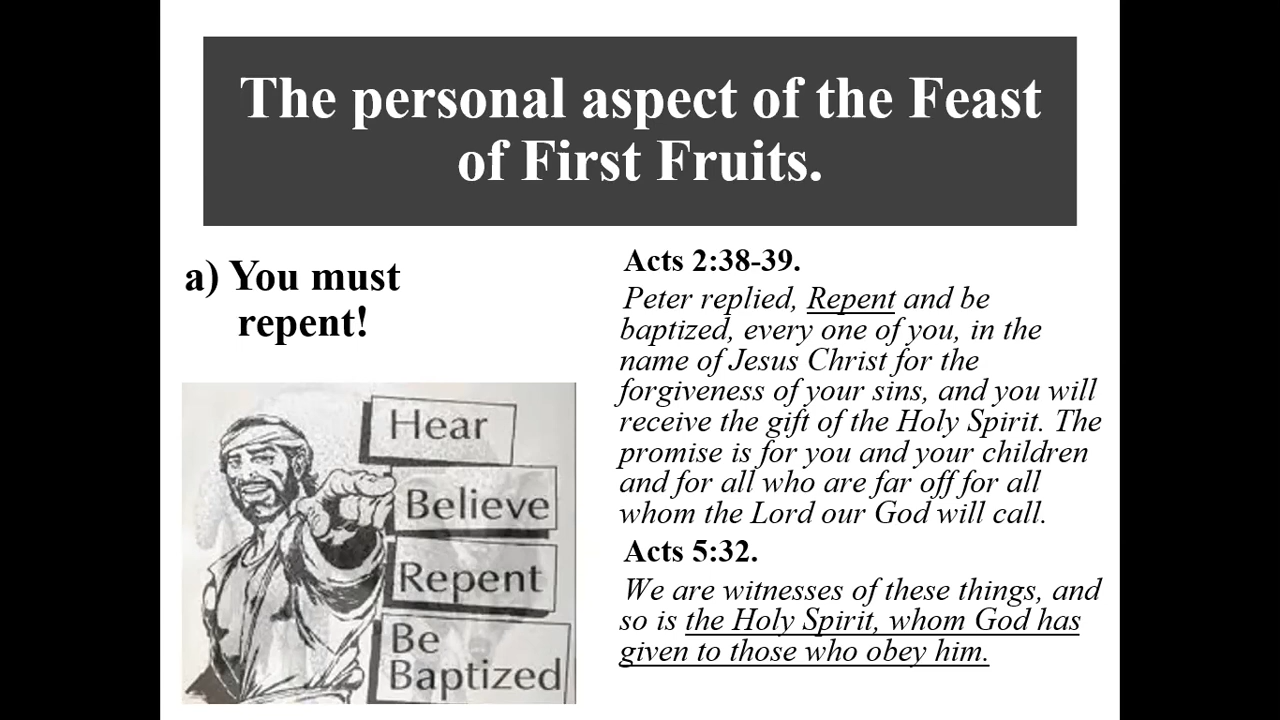 The personal aspect of the Feast
of First Fruits.
a) You must
repent!
Hear
Believe
Repent
Be
Baptized
Acts 2:38-39.
Peter replied, Repent and be
baptized, every one of you, in the
name of Jesus Christ for the
forgiveness of your sins, and you will
receive the gift of the Holy Spirit. The
promise is for you and your children
and for all who are far off for all
whom the Lord our God will call.
Acts 5:32.
We are witnesses of these things, and
so is the Holy Spirit, whom God has
given to those who obey him.